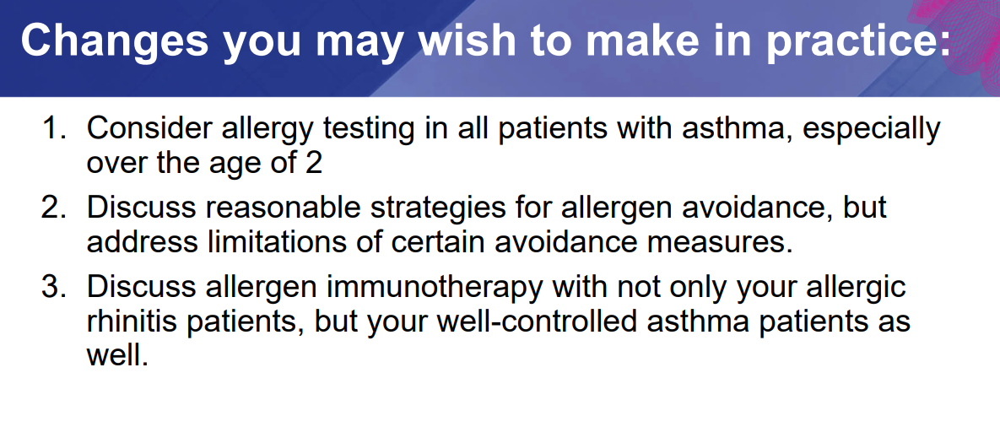 Changes you may wish to make in practice:
1. Consider allergy testing in all patients with asthma, especially
over the age of 2
2. Discuss reasonable strategies for allergen avoidance, but
address limitations of certain avoidance measures.
3. Discuss allergen immunotherapy with not only your allergic
rhinitis patients, but your well-controlled asthma patients as
well.